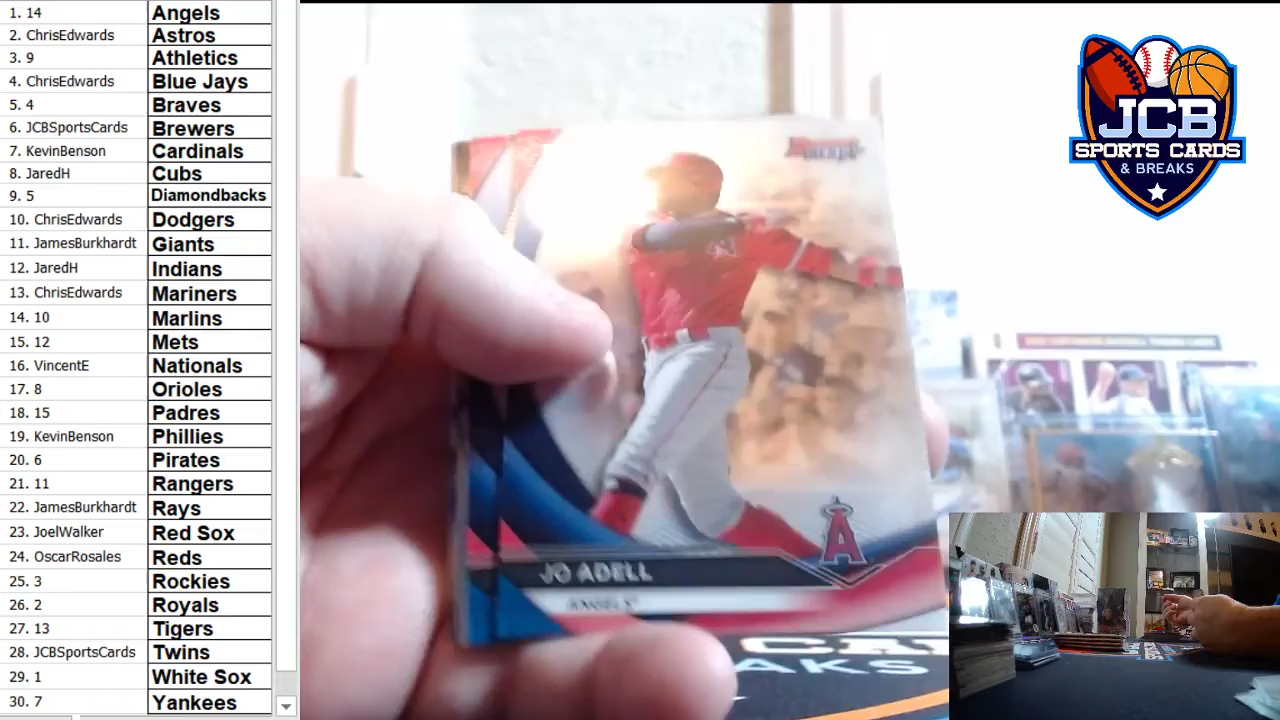 1. 14 Angels
2. ChrisEdwards Astros
3. 9 Athletics
4. ChrisEdwards Blue Jays
5. 4 Braves
6. JCBSportsCards Brewers
7. KevinBenson Cardinals
8. JaredH Cubs
9. 5 Diamondbacks
10. ChrisEdwards Dodgers
11. JamesBurkhardt Giants
12. JaredH Indians
13. ChrisEdwards Mariners
14. 10 Marlins
15. 12 Mets
16. VincentE Nationals
17. 8 Orioles
18. 15 Padres
19. KevinBenson Phillies
20. 6 Pirates
21. 11 Rangers
22. JamesBurkhardt Rays
23. JoelWalker Red Sox
24. OscarRosales Reds
25. 3 Rockies
26. 2 Royals
27. 13 Tigers
28. JCBSportsCards Twins
29. 1 White Sox
30. 7 Yankees
A
JO ADELL
ANGELS
JCB
SPORTS CARDS
& BREAKS